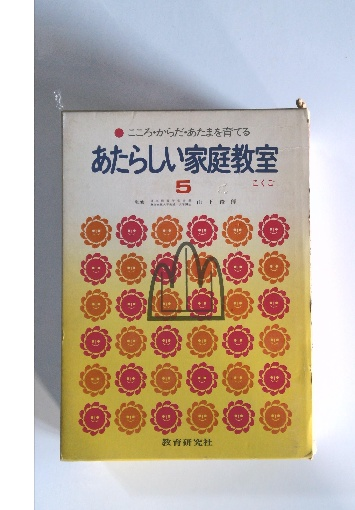 ●こころ・からだ・あたまを育てる
あたらしい家庭教室
5
こくご
教育研究社